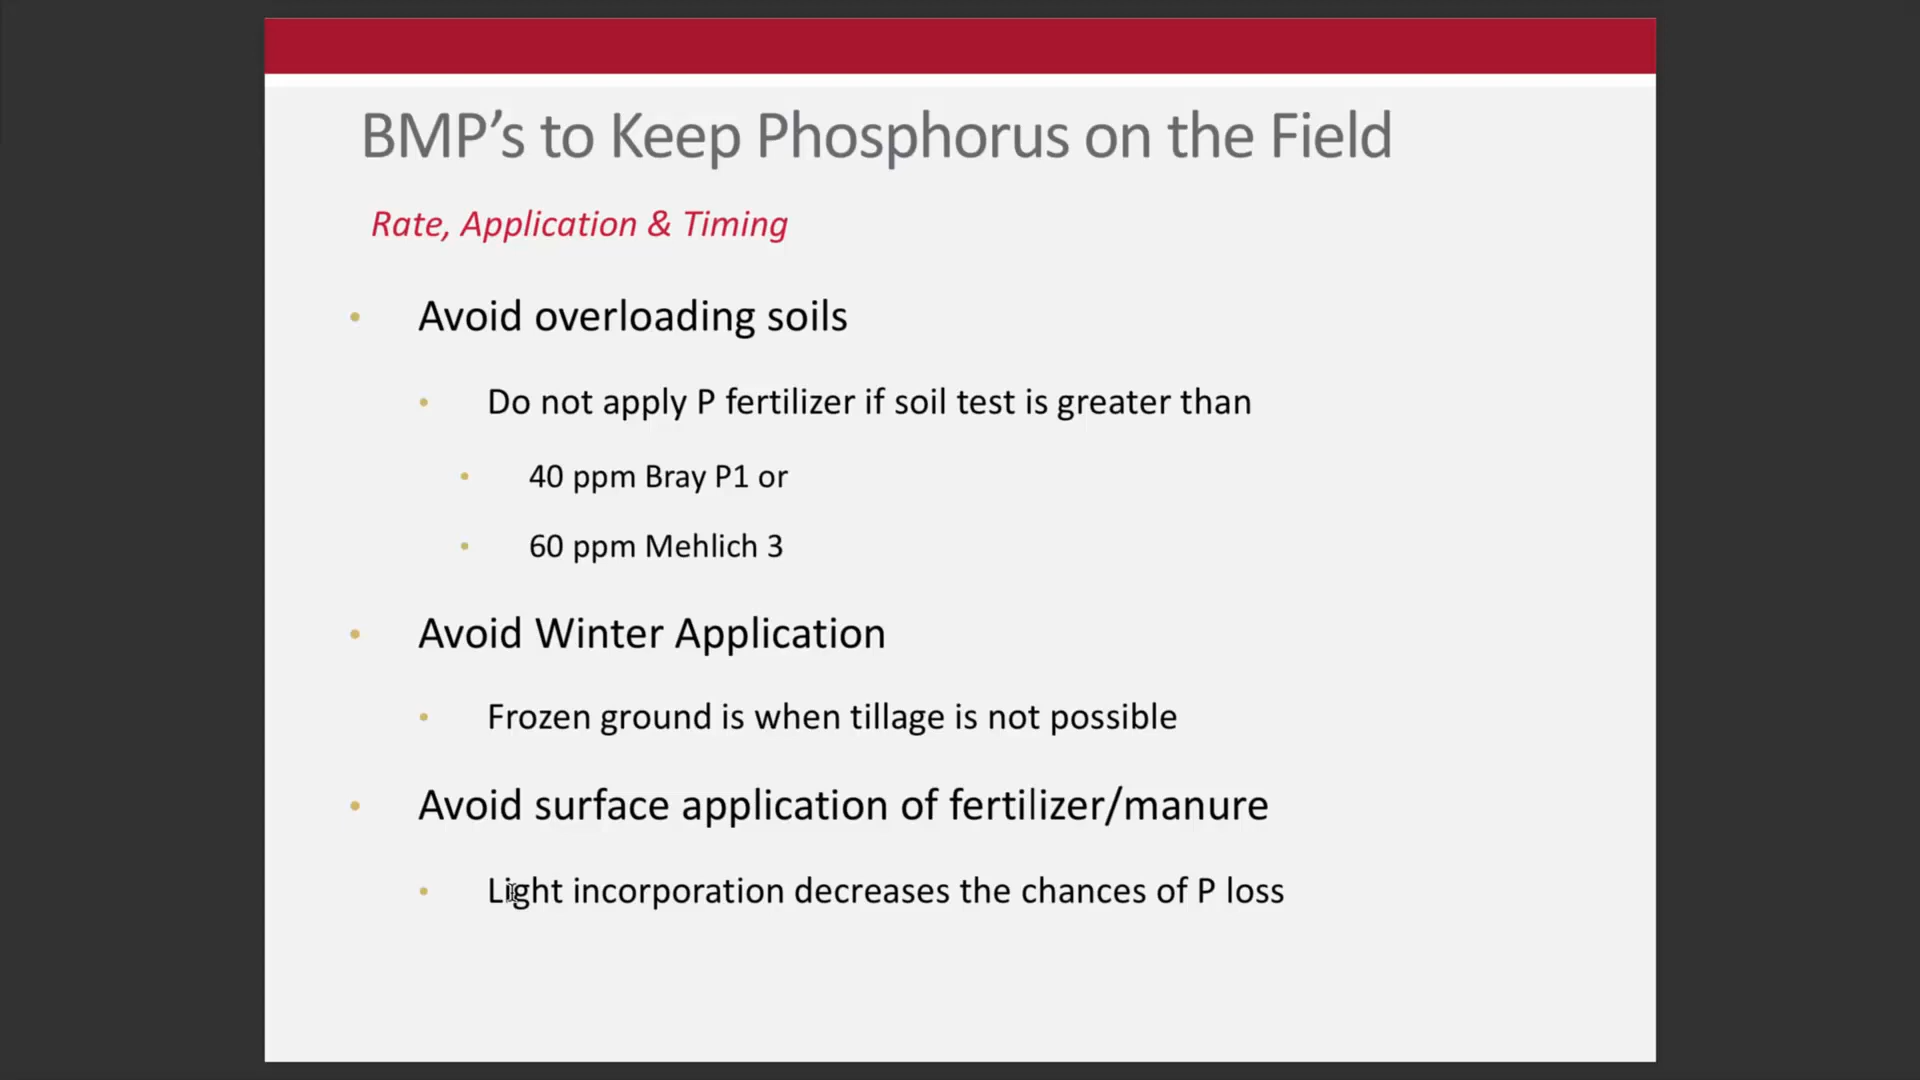 BMP’s to Keep Phosphorus on the Field
Rate, Application & Timing
• Avoid overloading soils
• Do not apply P fertilizer if soil test is greater than
• 40 ppm Bray P1 or
• 60 ppm Mehlich 3
• Avoid Winter Application
• Frozen ground is when tillage is not possible
• Avoid surface application of fertilizer/manure
• Light incorporation decreases the chances of P loss